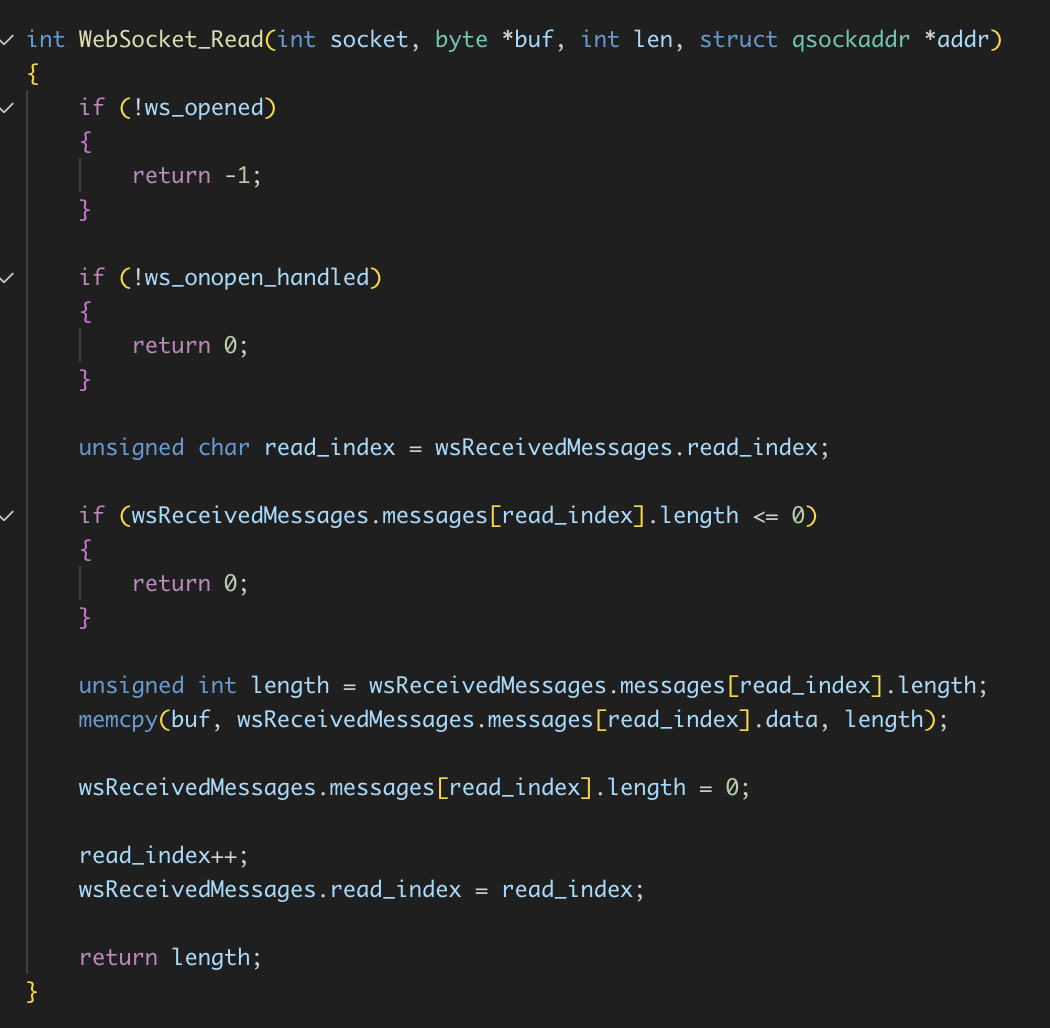 int WebSocket_Read(int socket, byte *buf, int len, struct qsockaddr *addr)
{
    if (!ws_opened)
    {
        return -1;
    }

    if (!ws_onopen_handled)
    {
        return 0;
    }

    unsigned char read_index = wsReceivedMessages.read_index;

    if (wsReceivedMessages.messages[read_index].length <= 0)
    {
        return 0;
    }

    unsigned int length = wsReceivedMessages.messages[read_index].length;
    memcpy(buf, wsReceivedMessages.messages[read_index].data, length);

    wsReceivedMessages.messages[read_index].length = 0;

    read_index++;
    wsReceivedMessages.read_index = read_index;

    return length;
}